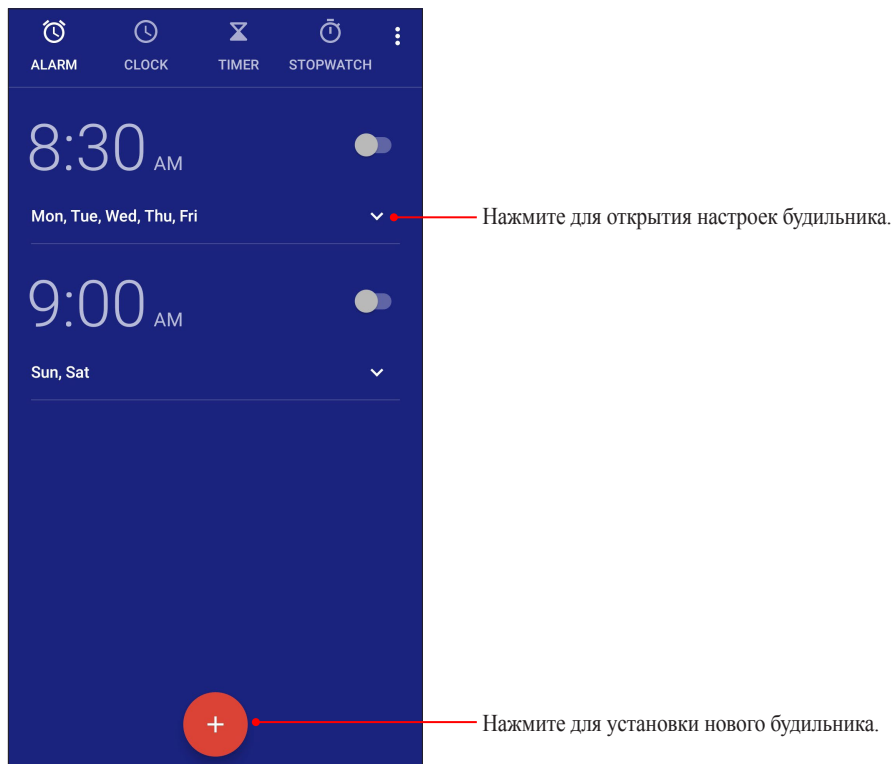 ALARM CLOCK TIMER STOPWATCH
8:30 AM
Mon, Tue, Wed, Thu, Fri
Нажмите для открытия настроек будильника.
9:00 AM
Sun, Sat
Нажмите для установки нового будильника.